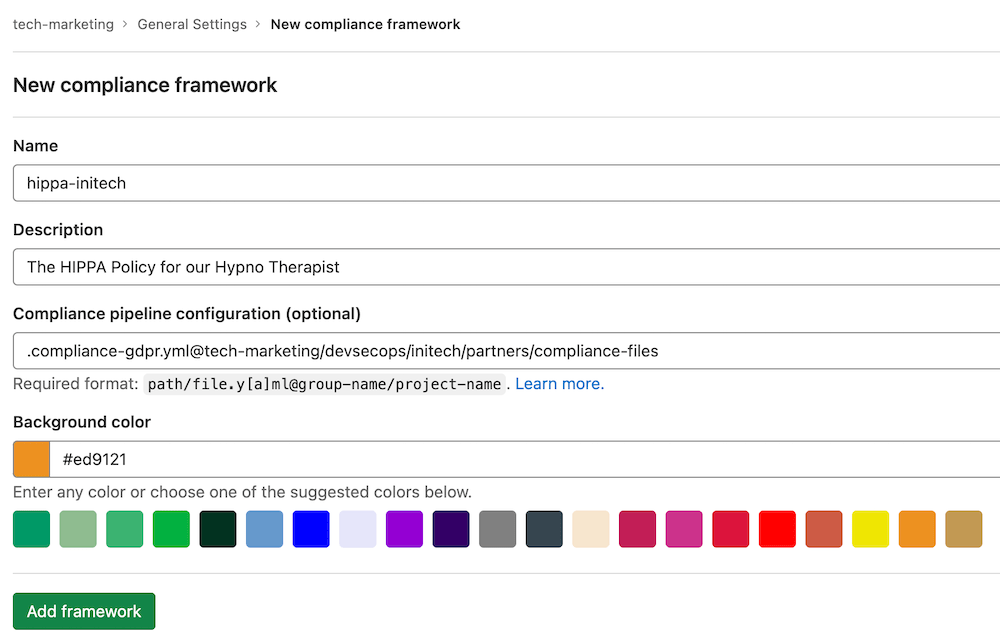 tech-marketing > General Settings > New compliance framework
New compliance framework
Name
hippa-initech
Description
The HIPPA Policy for our Hypno Therapist
Compliance pipeline configuration (optional)
.compliance-gdpr.yml@tech-marketing/devsecops/initech/partners/compliance-files
Required format: path/file.y[a]ml@group-name/project-name. Learn more.
Background color
#ed9121
Enter any color or choose one of the suggested colors below.
Add framework